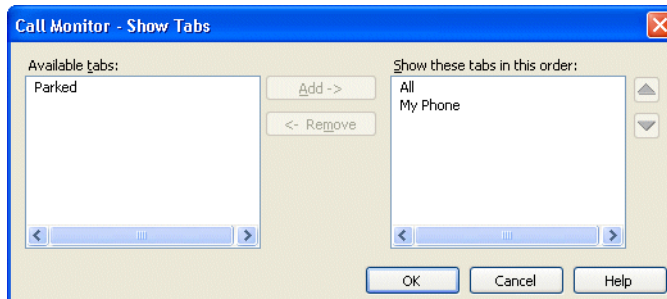 Call Monitor - Show Tabs
Available tabs:
Show these tabs in this order:
Parked
Add ->
<- Remove
All
My Phone
OK
Cancel
Help